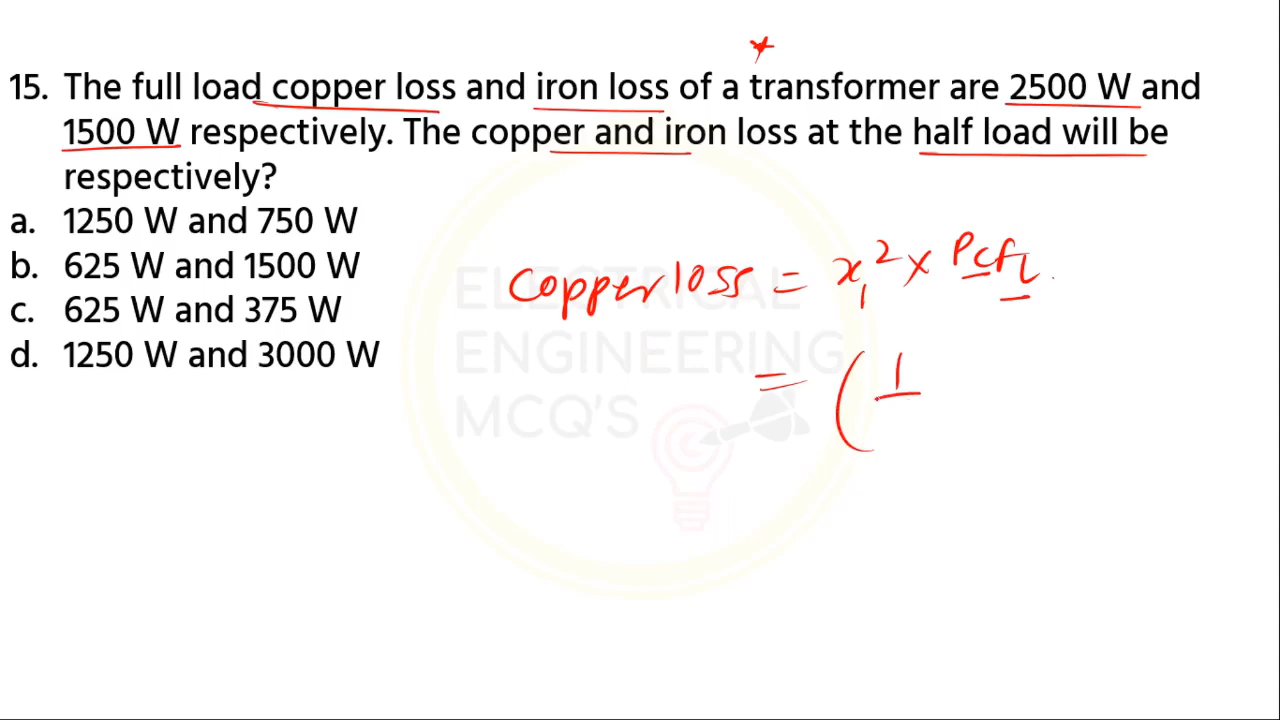 15. The full load copper loss and iron loss of a transformer are 2500 W and
1500 W respectively. The copper and iron loss at the half load will be
respectively?
a. 1250 W and 750 W
b. 625 W and 1500 W
c. 625 W and 375 W
d. 1250 W and 3000 W
copper loss = x₁² × Pcfl
= ( 1
ELECTRICAL
ENGINEERING
MCQ'S